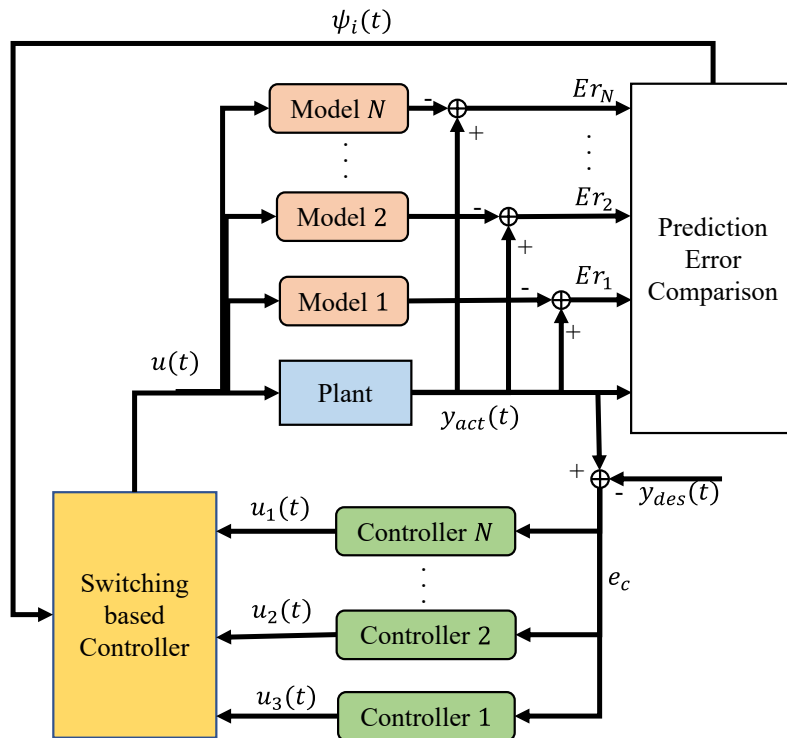 ψ_i(t)
Model N
-
+
Er_N
Model 2
-
+
Er_2
Model 1
-
+
Er_1
Prediction
Error
Comparison
u(t)
Plant
y_act(t)
+
-
y_des(t)
u_1(t)
Controller N
e_c
Switching
based
Controller
u_2(t)
Controller 2
u_3(t)
Controller 1